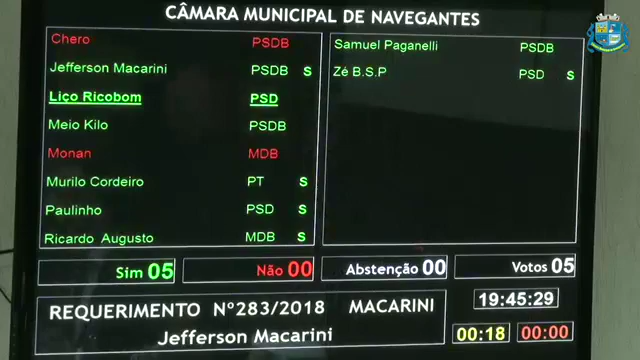 CÂMARA MUNICIPAL DE NAVEGANTES
Chero PSDB
Jefferson Macarini PSDB S
Liço Ricobom PSD
Meio Kilo PSDB
Monan MDB
Murilo Cordeiro PT S
Paulinho PSD S
Ricardo Augusto MDB S
Samuel Paganelli PSDB
Zé B.S.P PSD S
Sim 05 Não 00 Abstenção 00 Votos 05
REQUERIMENTO Nº283/2018 MACARINI
Jefferson Macarini
19:45:29
00:18 00:00